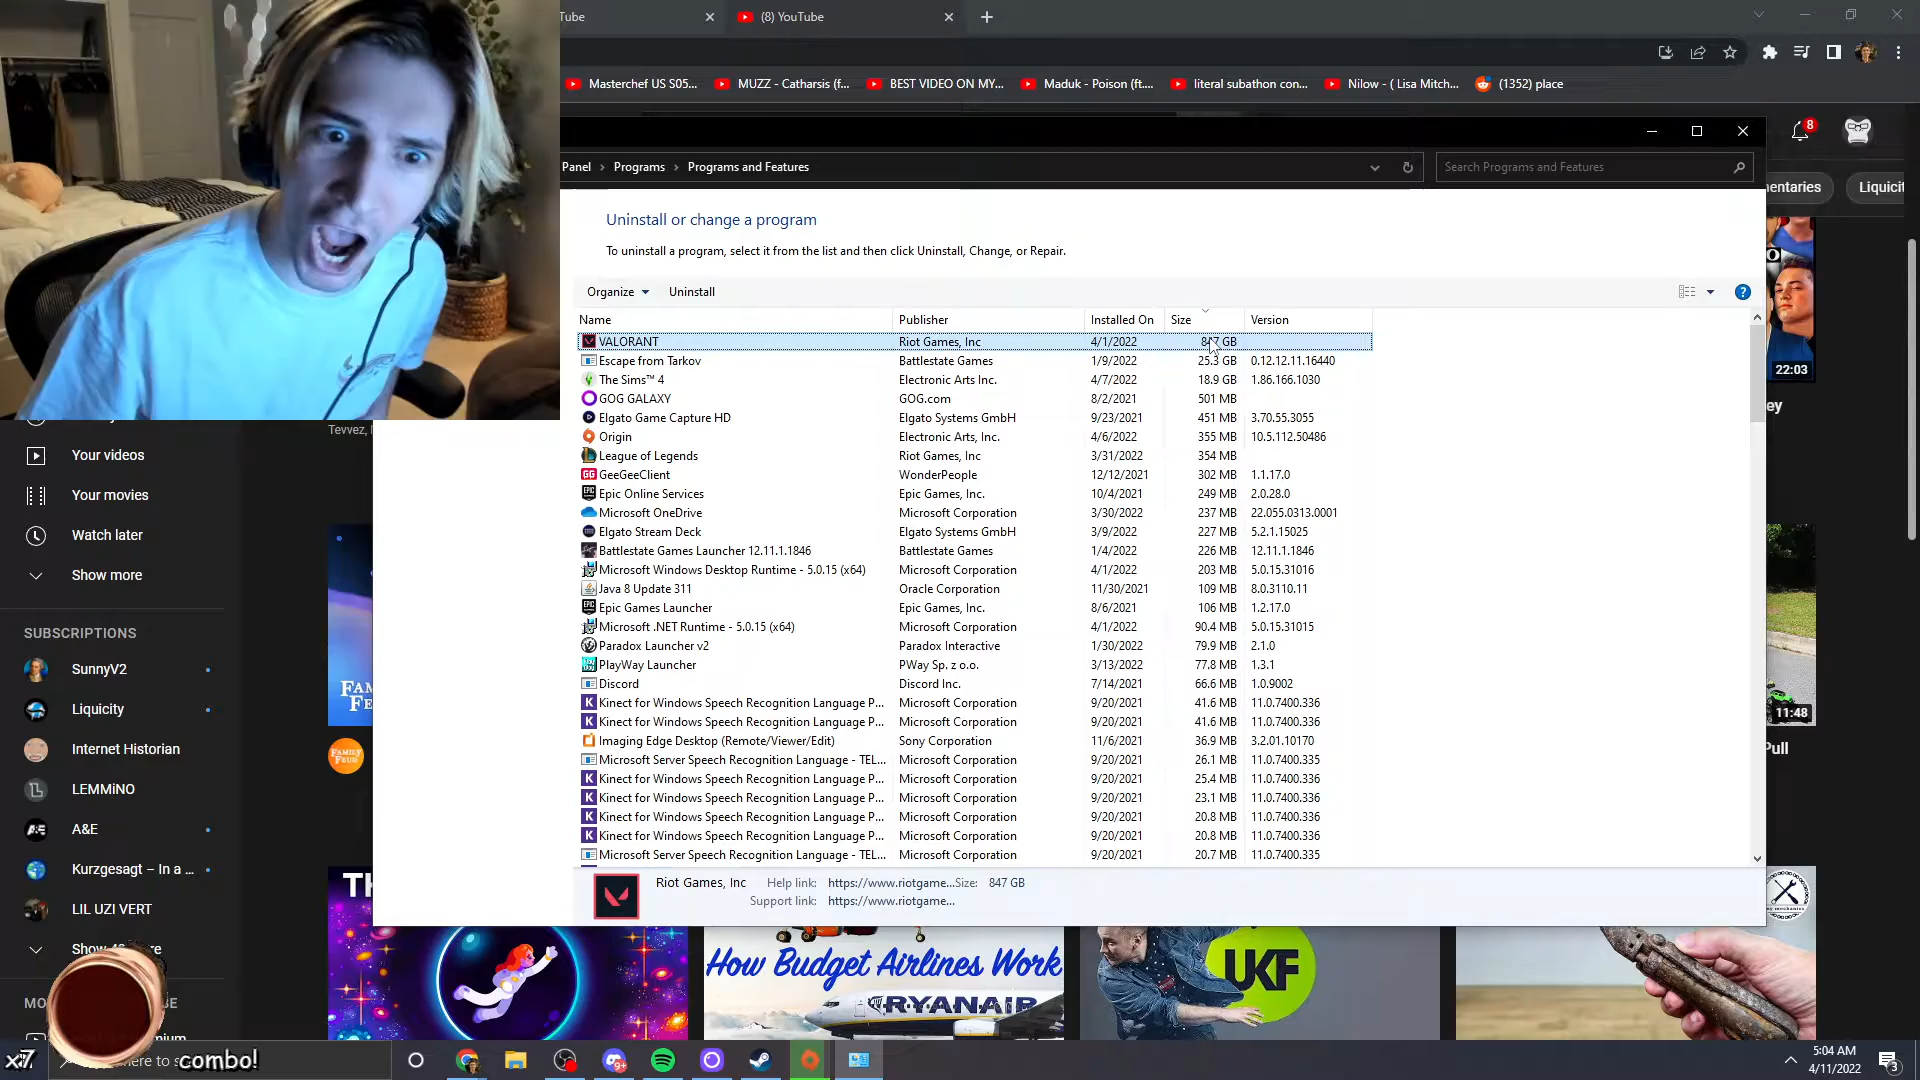 Tube
(8) YouTube
Masterchef US S05...
MUZZ - Catharsis (f...
BEST VIDEO ON MY...
Maduk - Poison (ft....
literal subathon con...
Nilow - ( Lisa Mitch...
(1352) place
8
Panel > Programs > Programs and Features
Search Programs and Features
entaries
Liquicit
Uninstall or change a program
To uninstall a program, select it from the list and then click Uninstall, Change, or Repair.
Organize
Uninstall
Name Publisher Installed On Size Version
VALORANT Riot Games, Inc 4/1/2022 847 GB
Escape from Tarkov Battlestate Games 1/9/2022 25.3 GB 0.12.12.11.16440
The Sims™ 4 Electronic Arts Inc. 4/7/2022 18.9 GB 1.86.166.1030
GOG GALAXY GOG.com 8/2/2021 501 MB
Elgato Game Capture HD Elgato Systems GmbH 9/23/2021 451 MB 3.70.55.3055
Origin Electronic Arts, Inc. 4/6/2022 355 MB 10.5.112.50486
League of Legends Riot Games, Inc 3/31/2022 354 MB
GeeGeeClient WonderPeople 12/12/2021 302 MB 1.1.17.0
Epic Online Services Epic Games, Inc. 10/4/2021 249 MB 2.0.28.0
Microsoft OneDrive Microsoft Corporation 3/30/2022 237 MB 22.055.0313.0001
Elgato Stream Deck Elgato Systems GmbH 3/9/2022 227 MB 5.2.1.15025
Battlestate Games Launcher 12.11.1.1846 Battlestate Games 1/4/2022 226 MB 12.11.1.1846
Microsoft Windows Desktop Runtime - 5.0.15 (x64) Microsoft Corporation 4/1/2022 203 MB 5.0.15.31016
Java 8 Update 311 Oracle Corporation 11/30/2021 109 MB 8.0.3110.11
Epic Games Launcher Epic Games, Inc. 8/6/2021 106 MB 1.2.17.0
Microsoft .NET Runtime - 5.0.15 (x64) Microsoft Corporation 4/1/2022 90.4 MB 5.0.15.31015
Paradox Launcher v2 Paradox Interactive 1/30/2022 79.9 MB 2.1.0
PlayWay Launcher PWay Sp. z o.o. 3/13/2022 77.8 MB 1.3.1
Discord Discord Inc. 7/14/2021 66.6 MB 1.0.9002
Kinect for Windows Speech Recognition Language P... Microsoft Corporation 9/20/2021 41.6 MB 11.0.7400.336
Kinect for Windows Speech Recognition Language P... Microsoft Corporation 9/20/2021 41.6 MB 11.0.7400.336
Imaging Edge Desktop (Remote/Viewer/Edit) Sony Corporation 11/6/2021 36.9 MB 3.2.01.10170
Microsoft Server Speech Recognition Language - TEL... Microsoft Corporation 9/20/2021 26.1 MB 11.0.7400.335
Kinect for Windows Speech Recognition Language P... Microsoft Corporation 9/20/2021 25.4 MB 11.0.7400.336
Kinect for Windows Speech Recognition Language P... Microsoft Corporation 9/20/2021 23.1 MB 11.0.7400.336
Kinect for Windows Speech Recognition Language P... Microsoft Corporation 9/20/2021 20.8 MB 11.0.7400.336
Kinect for Windows Speech Recognition Language P... Microsoft Corporation 9/20/2021 20.8 MB 11.0.7400.336
Microsoft Server Speech Recognition Language - TEL... Microsoft Corporation 9/20/2021 20.7 MB 11.0.7400.335
Riot Games, Inc Help link: https://www.riotgame... Size: 847 GB
Support link: https://www.riotgame...
22:03
ey
11:48
Pull
Tevvez,
Your videos
Your movies
Watch later
Show more
SUBSCRIPTIONS
SunnyV2
Liquicity
Internet Historian
LEMMiNO
A&E
Kurzgesagt – In a ...
LIL UZI VERT
Show
MO
FAMILY FEUD
How Budget Airlines Work
RYANAIR
UKF
x7
here to s
combo!
9+
5:04 AM
4/11/2022
3